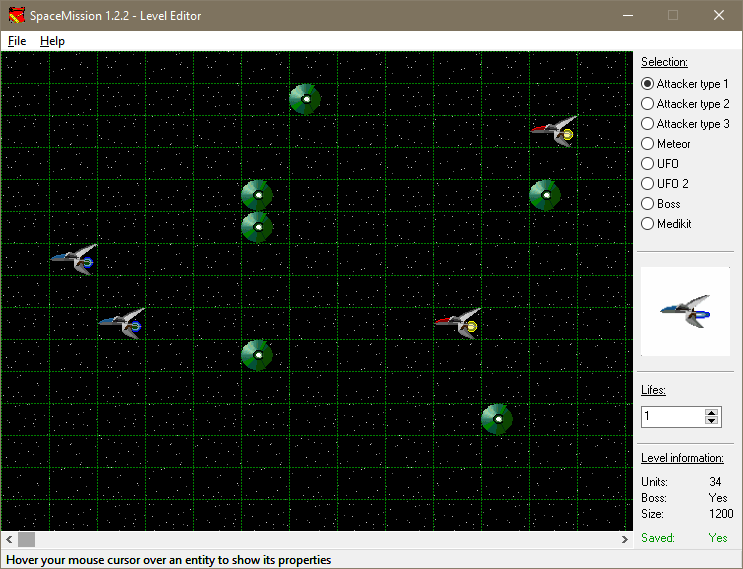 SpaceMission 1.2.2 - Level Editor
File Help
Selection:
Attacker type 1
Attacker type 2
Attacker type 3
Meteor
UFO
UFO 2
Boss
Medikit
Lifes:
1
Level information:
Units: 34
Boss: Yes
Size: 1200
Saved: Yes
Hover your mouse cursor over an entity to show its properties